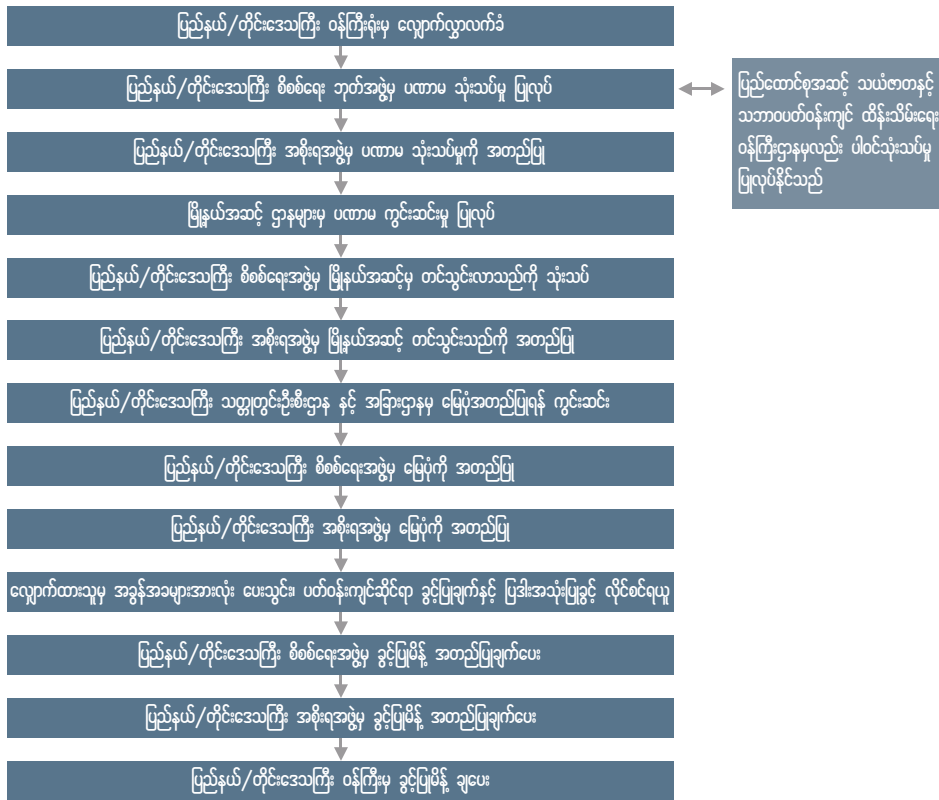 ပြည်နယ်/တိုင်းဒေသကြီး ဝန်ကြီးရုံးမှ လျှောက်လွှာလက်ခံ
ပြည်နယ်/တိုင်းဒေသကြီး စိစစ်ရေး ဘုတ်အဖွဲ့မှ ပဏာမ သုံးသပ်မှု ပြုလုပ်
ပြည်ထောင်စုအဆင့် သယံဇာတနှင့်
သဘာဝပတ်ဝန်းကျင် ထိန်းသိမ်းရေး
ဝန်ကြီးဌာနမှလည်း ပါဝင်သုံးသပ်မှု
ပြုလုပ်နိုင်သည်
ပြည်နယ်/တိုင်းဒေသကြီး အစိုးရအဖွဲ့မှ ပဏာမ သုံးသပ်မှုကို အတည်ပြု
မြို့နယ်အဆင့် ဌာနများမှ ပဏာမ ကွင်းဆင်းမှု ပြုလုပ်
ပြည်နယ်/တိုင်းဒေသကြီး စိစစ်ရေးအဖွဲ့မှ မြို့နယ်အဆင့်မှ တင်သွင်းလာသည်ကို သုံးသပ်
ပြည်နယ်/တိုင်းဒေသကြီး အစိုးရအဖွဲ့မှ မြို့နယ်အဆင့် တင်သွင်းသည်ကို အတည်ပြု
ပြည်နယ်/တိုင်းဒေသကြီး သတ္တုတွင်းဦးစီးဌာန နှင့် အခြားဌာနမှ မြေပုံအတည်ပြုရန် ကွင်းဆင်း
ပြည်နယ်/တိုင်းဒေသကြီး စိစစ်ရေးအဖွဲ့မှ မြေပုံကို အတည်ပြု
ပြည်နယ်/တိုင်းဒေသကြီး အစိုးရအဖွဲ့မှ မြေပုံကို အတည်ပြု
လျှောက်ထားသူမှ အခွန်အခများအားလုံး ပေးသွင်း၊ ပတ်ဝန်းကျင်ဆိုင်ရာ ခွင့်ပြုချက်နှင့် ပြဒါးအသုံးပြုခွင့် လိုင်စင်ရယူ
ပြည်နယ်/တိုင်းဒေသကြီး စိစစ်ရေးအဖွဲ့မှ ခွင့်ပြုမိန့် အတည်ပြုချက်ပေး
ပြည်နယ်/တိုင်းဒေသကြီး အစိုးရအဖွဲ့မှ ခွင့်ပြုမိန့် အတည်ပြုချက်ပေး
ပြည်နယ်/တိုင်းဒေသကြီး ဝန်ကြီးမှ ခွင့်ပြုမိန့် ချပေး